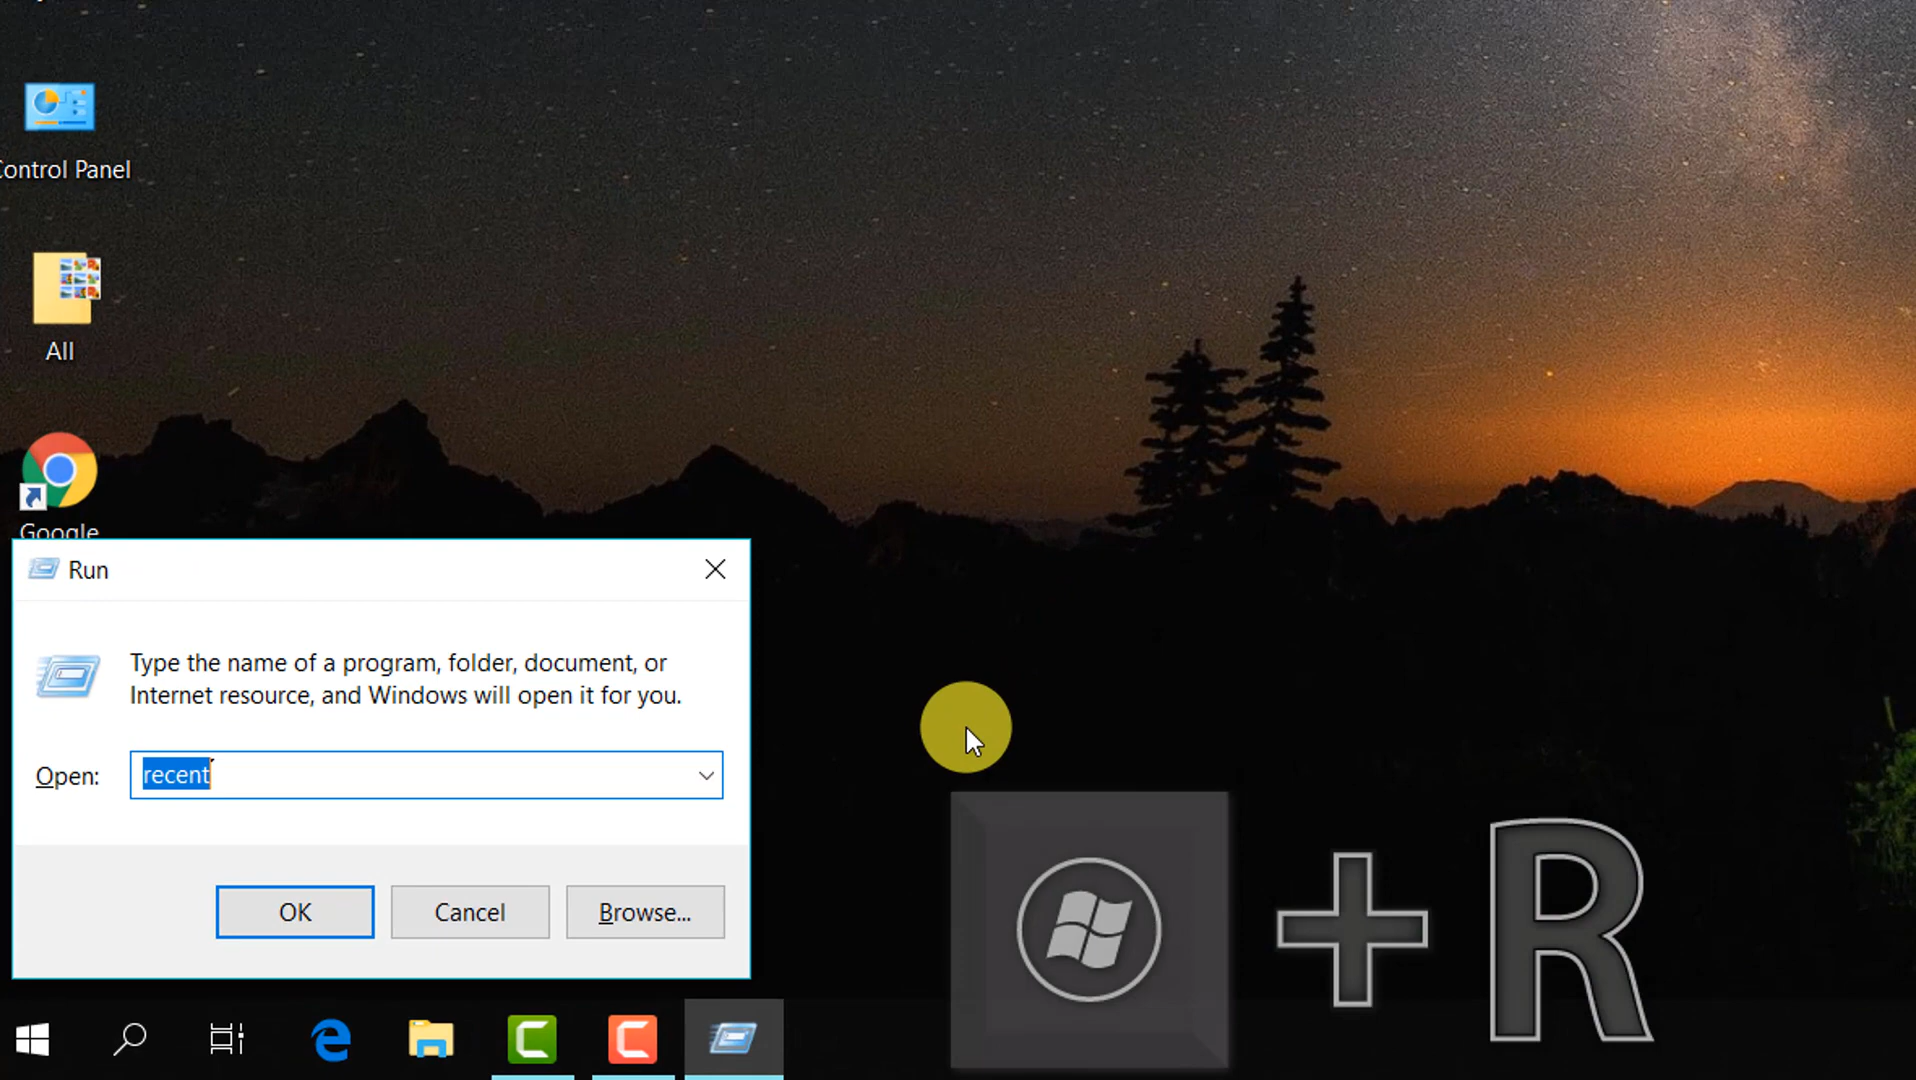 Control Panel
All
Google
Run
Type the name of a program, folder, document, or
Internet resource, and Windows will open it for you.
Open: recent
OK Cancel Browse...
+ R